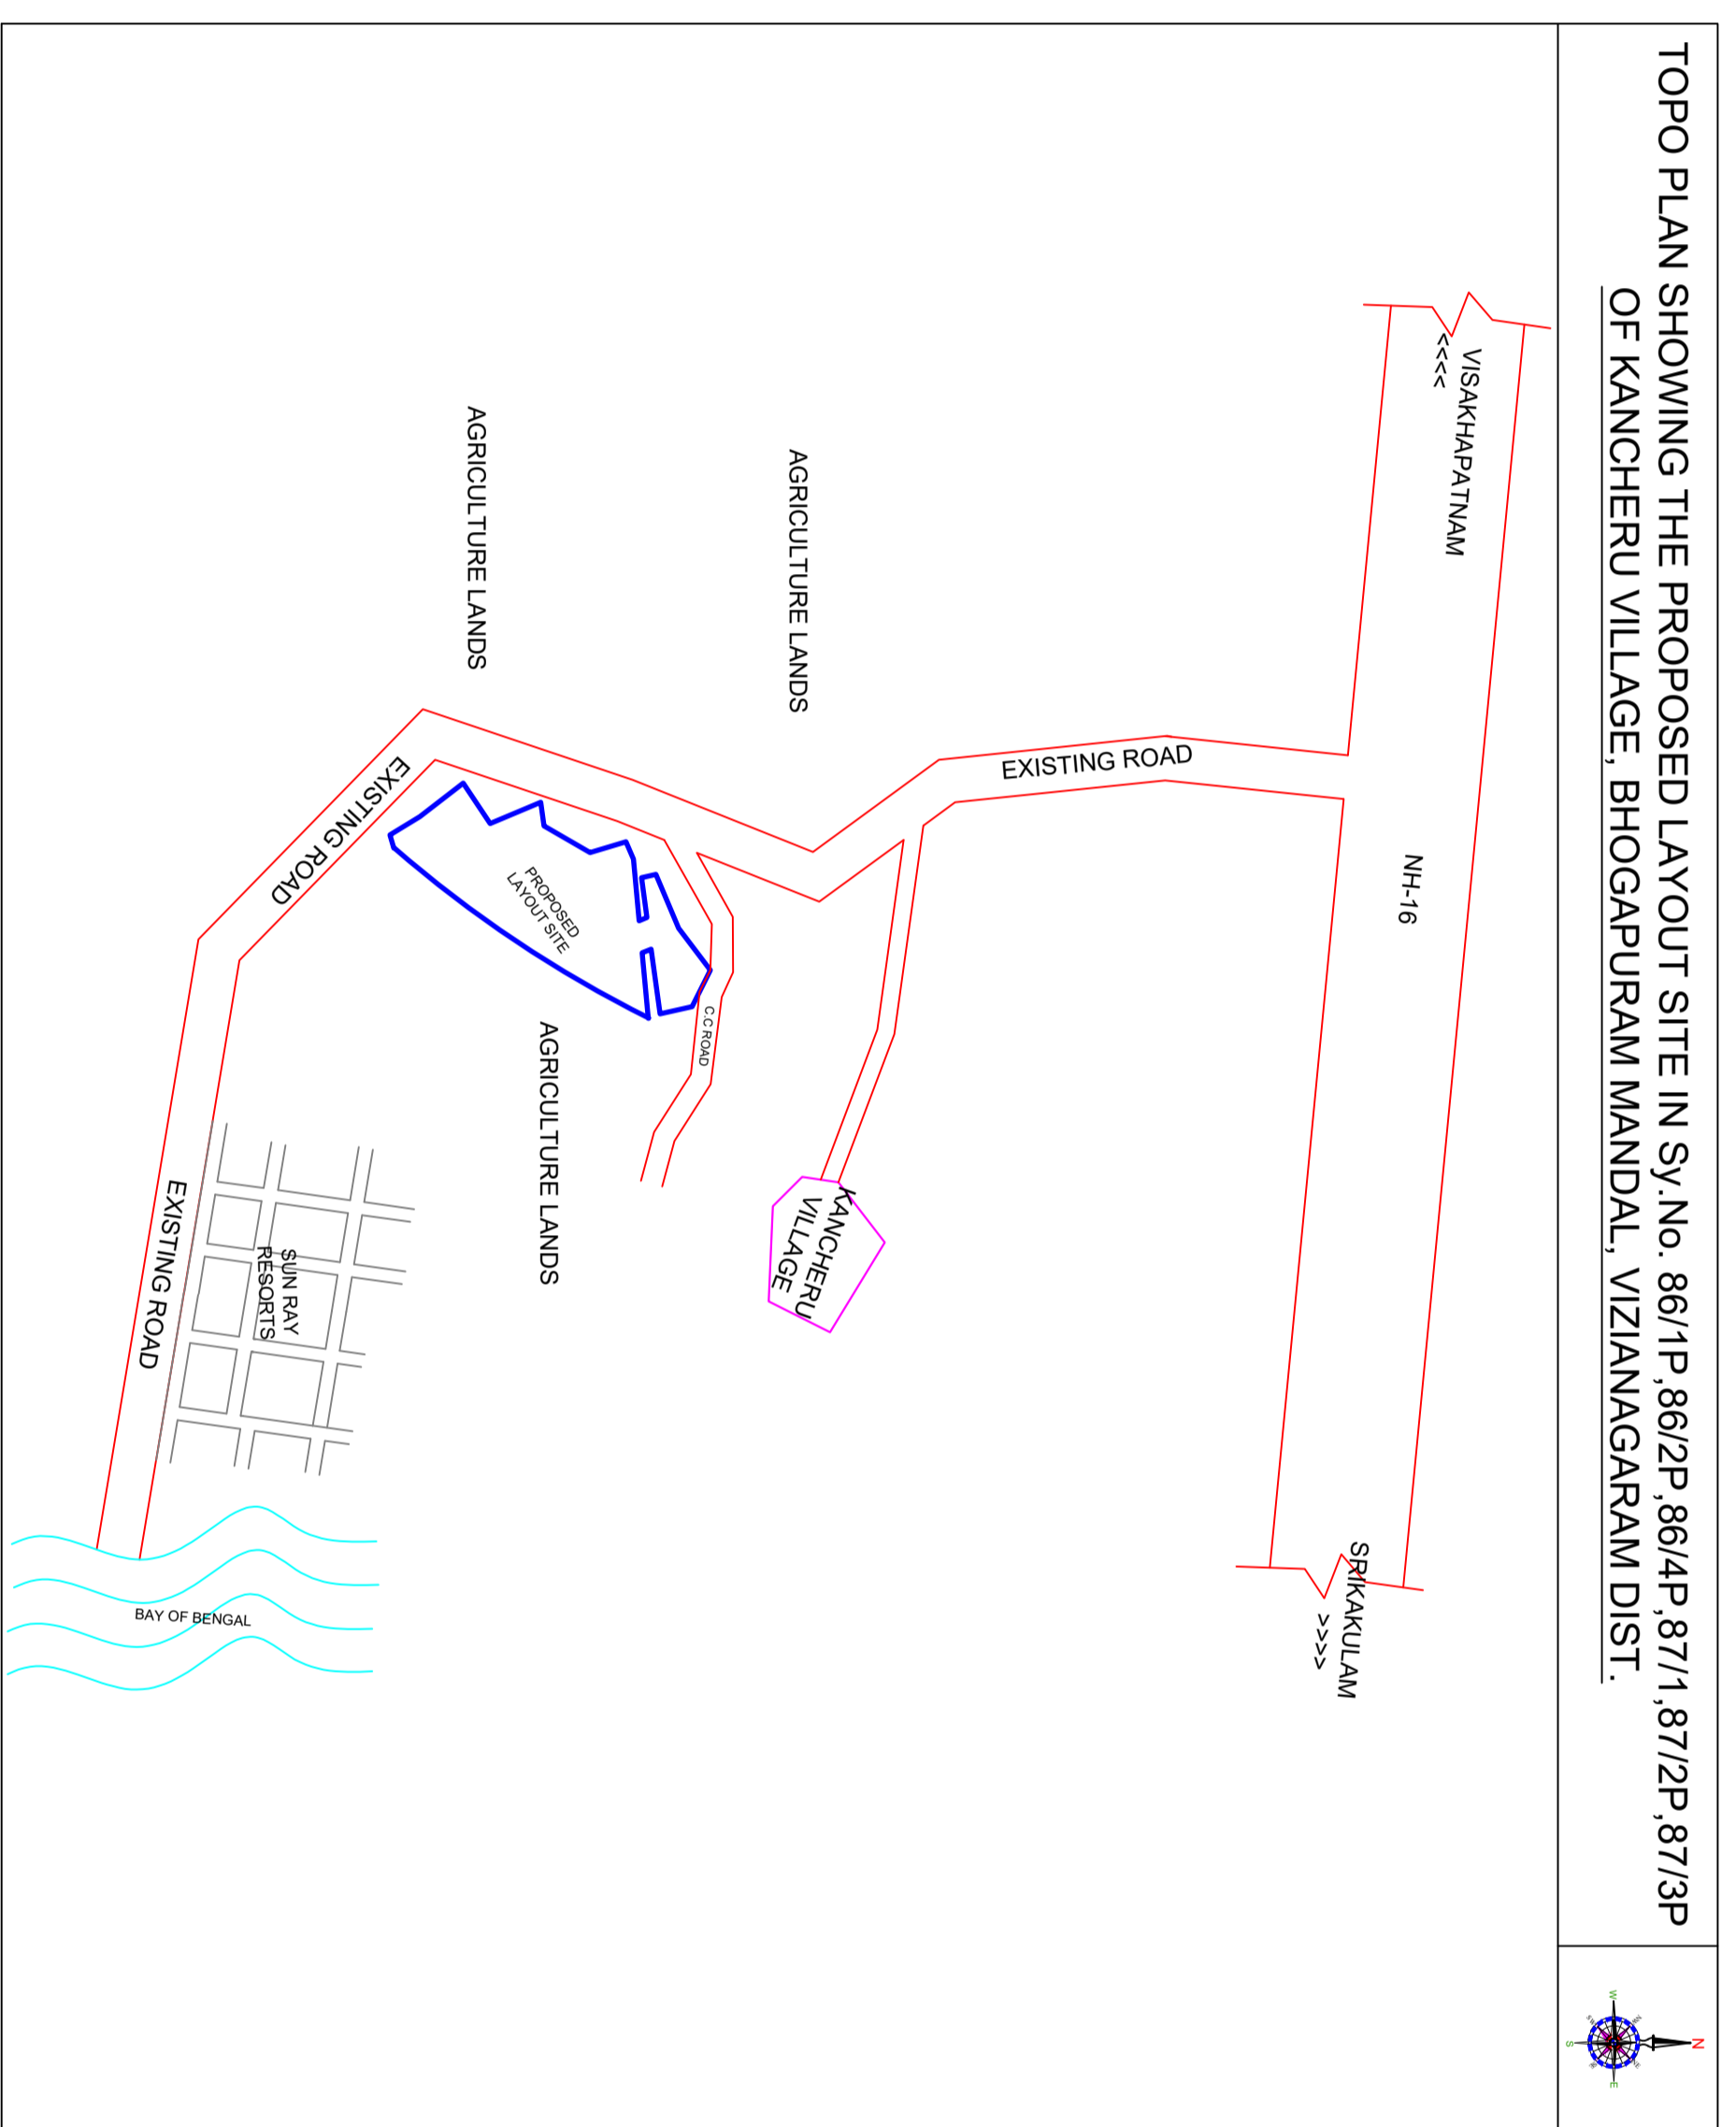 TOPO PLAN SHOWING THE PROPOSED LAYOUT SITE IN Sy.No. 86/1P,86/2P,86/4P,87/1,87/2P,87/3P
OF KANCHERU VILLAGE, BHOGAPURAM MANDAL, VIZIANAGARAM DIST.
N
W
E
S
VISAKHAPATNAM
<<<<
NH-16
SRIKAKULAM
>>>>
EXISTING ROAD
AGRICULTURE LANDS
KANCHERU
VILLAGE
C.C ROAD
PROPOSED
LAYOUT SITE
AGRICULTURE LANDS
AGRICULTURE LANDS
EXISTING ROAD
SUN RAY
RESORTS
EXISTING ROAD
BAY OF BENGAL